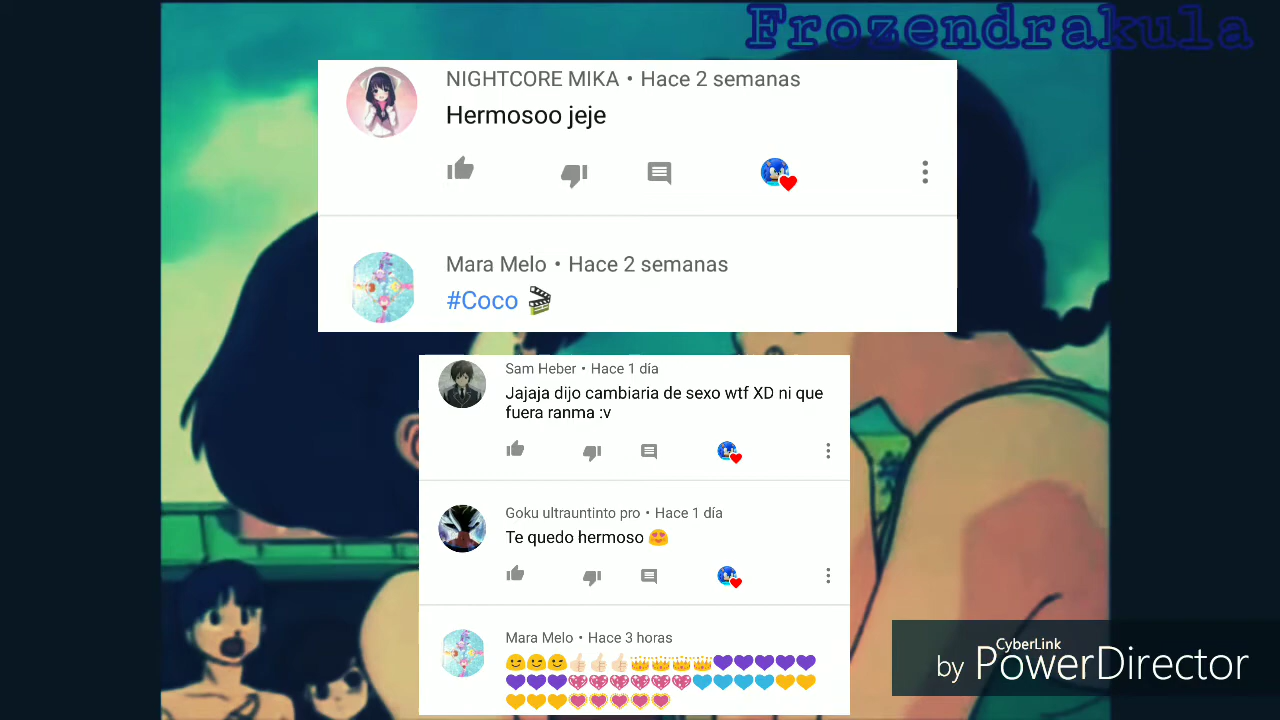 Frozendrakula
NIGHTCORE MIKA • Hace 2 semanas
Hermosoo jeje
Mara Melo • Hace 2 semanas
#Coco 🎬
Sam Heber • Hace 1 día
Jajaja dijo cambiaria de sexo wtf XD ni que
fuera ranma :v
Goku ultrauntinto pro • Hace 1 día
Te quedo hermoso 😍
Mara Melo • Hace 3 horas
😉😉😉👍🏻👍🏻👍🏻👑👑👑👑💜💜💜💜💜
💜💜💜💖💖💖💖💖💖💙💙💙💙💛💛
💛💛💛💗💗💗💗💗
CyberLink
by PowerDirector